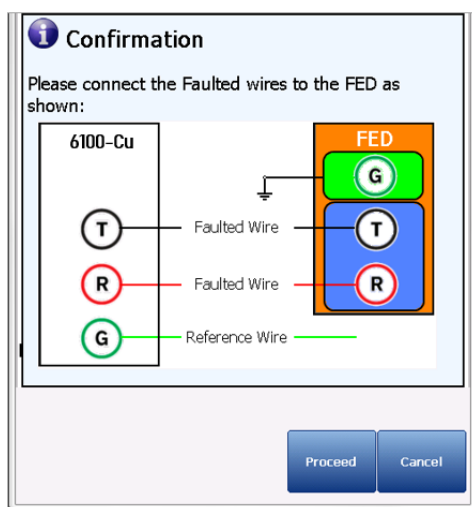 Confirmation
Please connect the Faulted wires to the FED as
shown:
6100-Cu
FED
G
T
Faulted Wire
T
R
Faulted Wire
R
G
Reference Wire
Proceed
Cancel